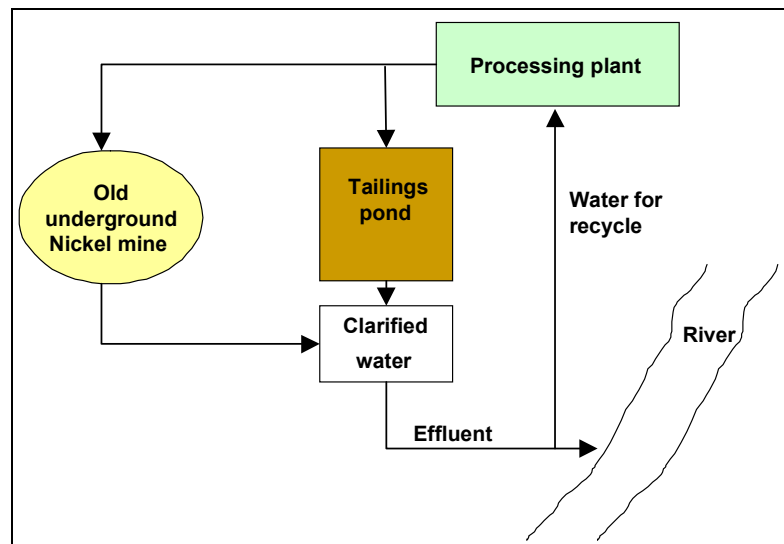 Processing plant
Old
underground
Nickel mine
Tailings
pond
Water for
recycle
Clarified
water
River
Effluent